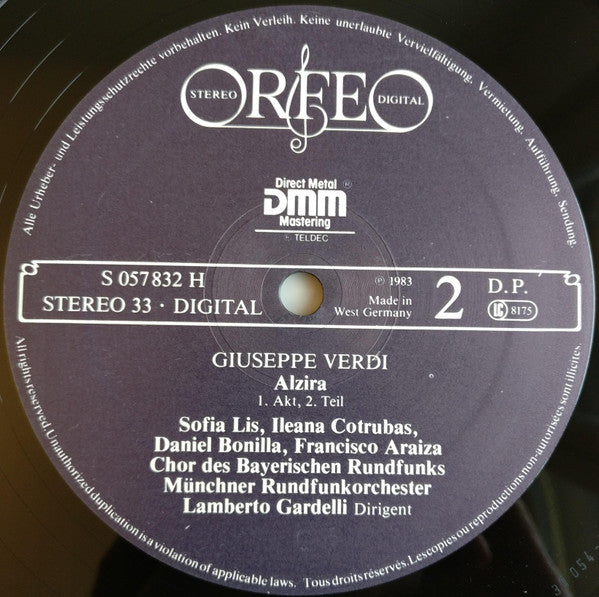 Alle Urheber- und Leistungsschutzrechte vorbehalten. Kein Verleih. Keine unerlaubte Vervielfältigung, Vermietung, Aufführung, Sendung.
STEREO
ORFEO
DIGITAL
Direct Metal ®
DMM
Mastering
TELDEC
S 057832 H
STEREO 33 · DIGITAL
℗ 1983
Made in
West Germany
2
D.P.
LC 8175
GIUSEPPE VERDI
Alzira
1. Akt, 2. Teil
Sofia Lis, Ileana Cotrubas,
Daniel Bonilla, Francisco Araiza
Chor des Bayerischen Rundfunks
Münchner Rundfunkorchester
Lamberto Gardelli Dirigent
All rights reserved. Unauthorized duplication is a violation of applicable laws. Tous droits réservés. Les copies ou reproductions non-autorisées sont illicites.